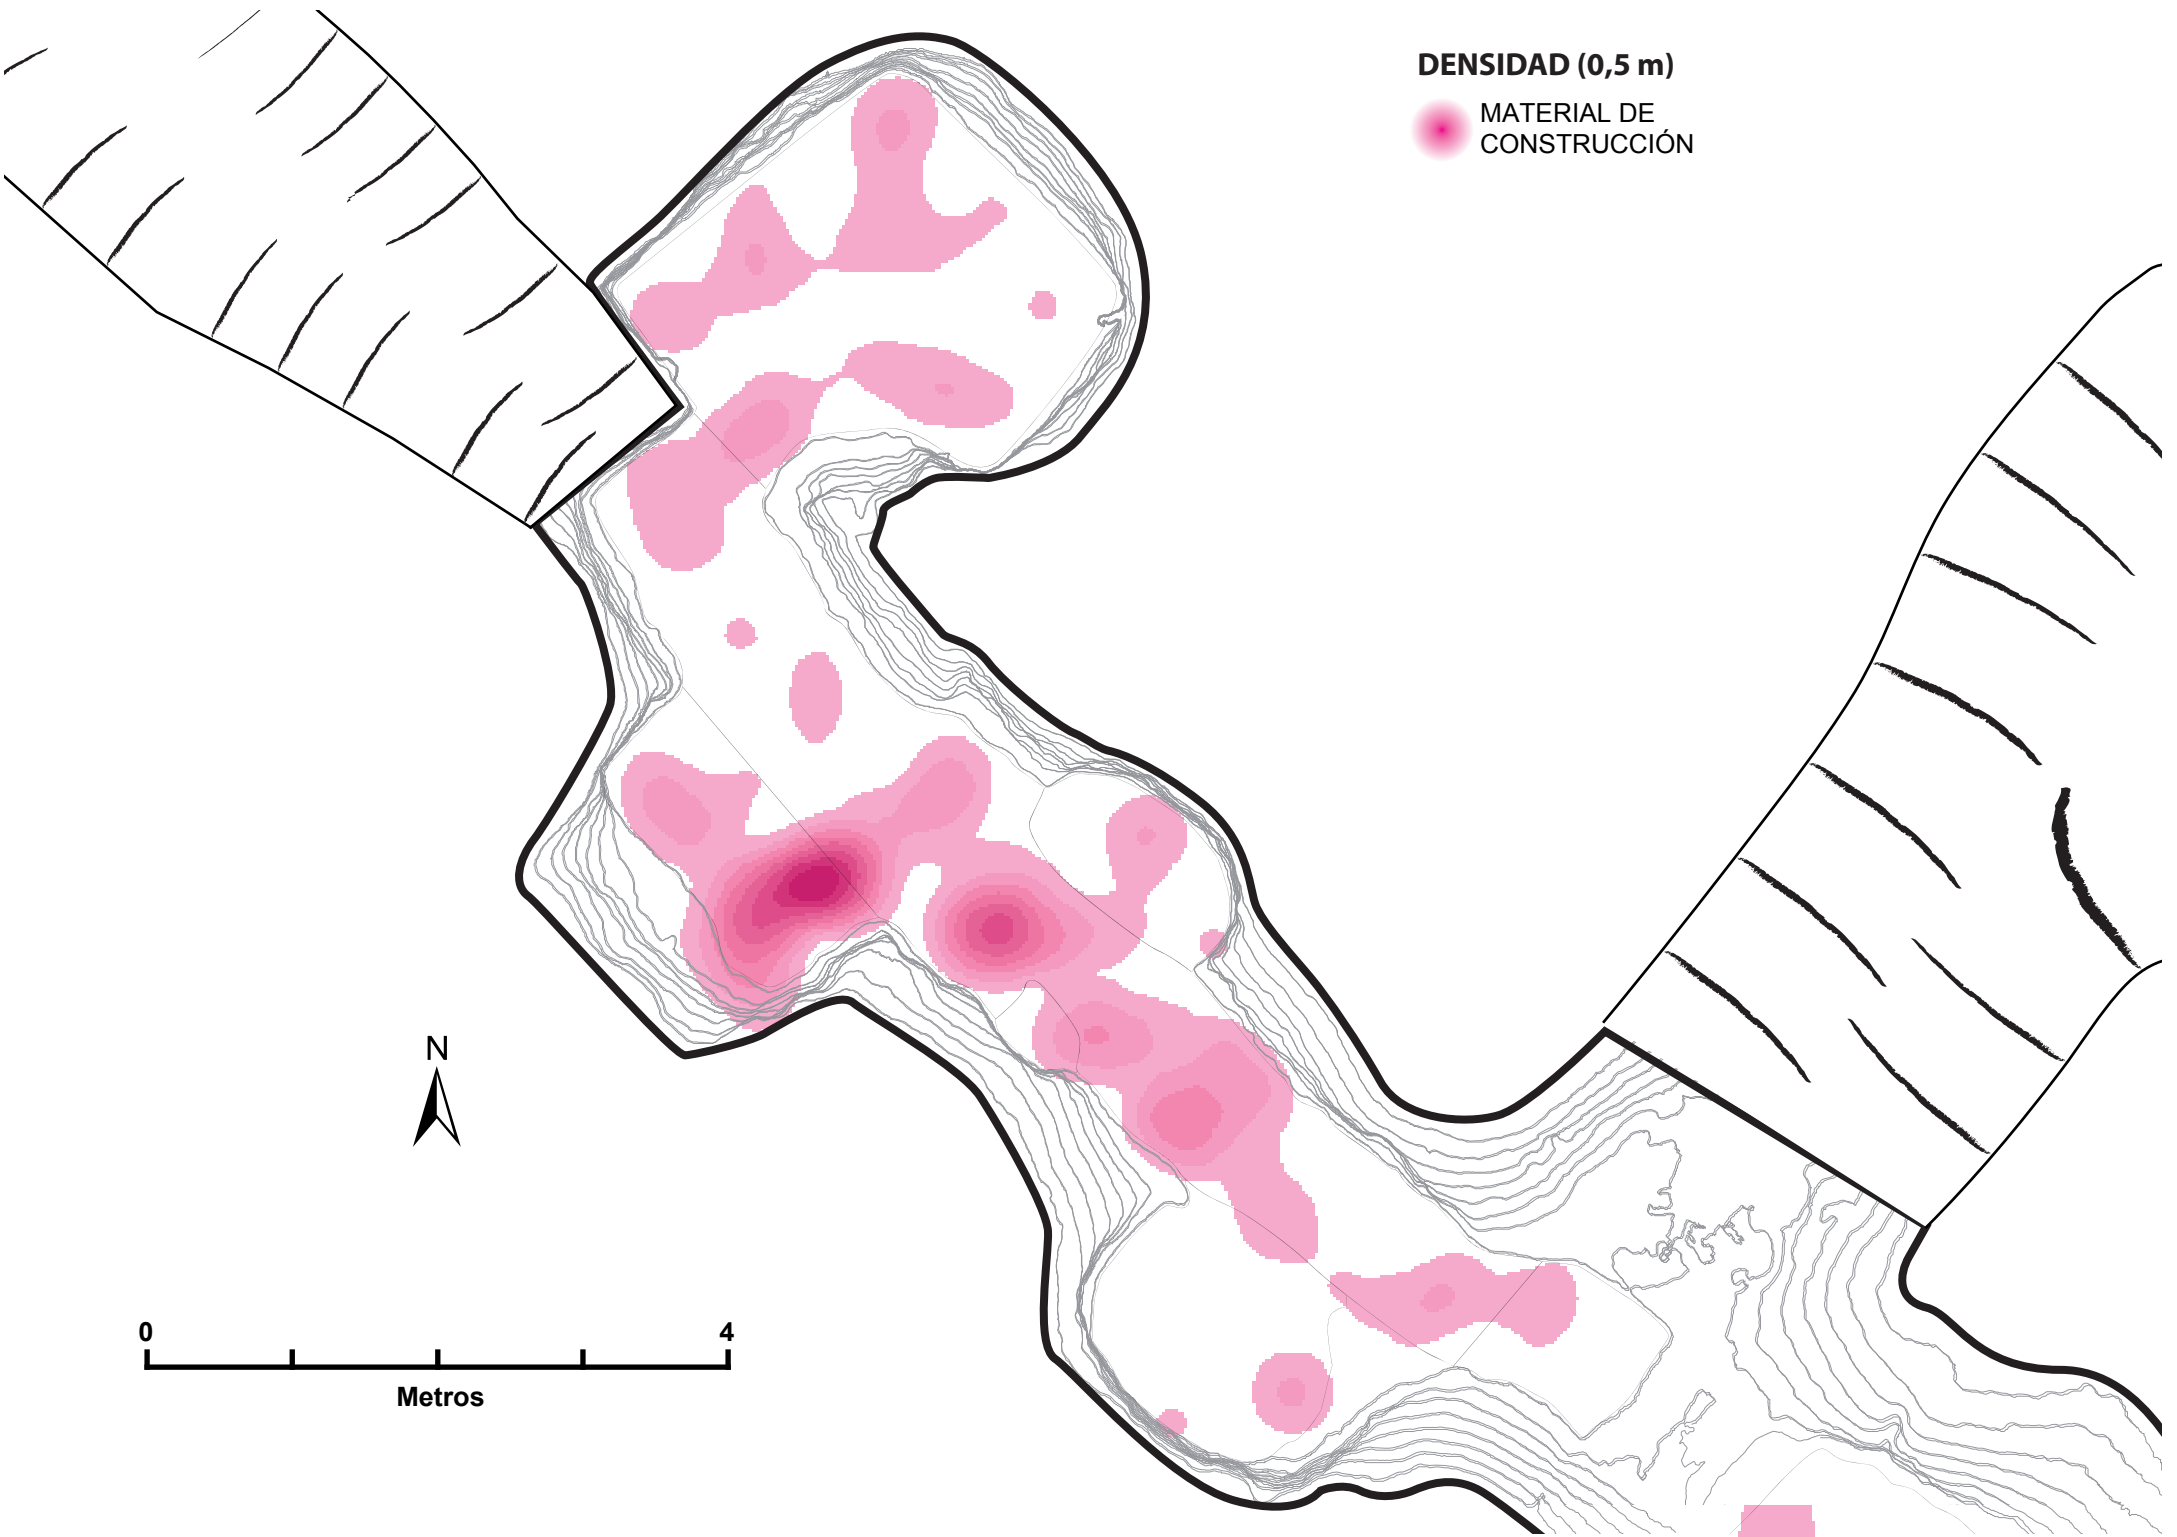 DENSIDAD (0,5 m)
MATERIAL DE
CONSTRUCCIÓN
N
0 4
Metros